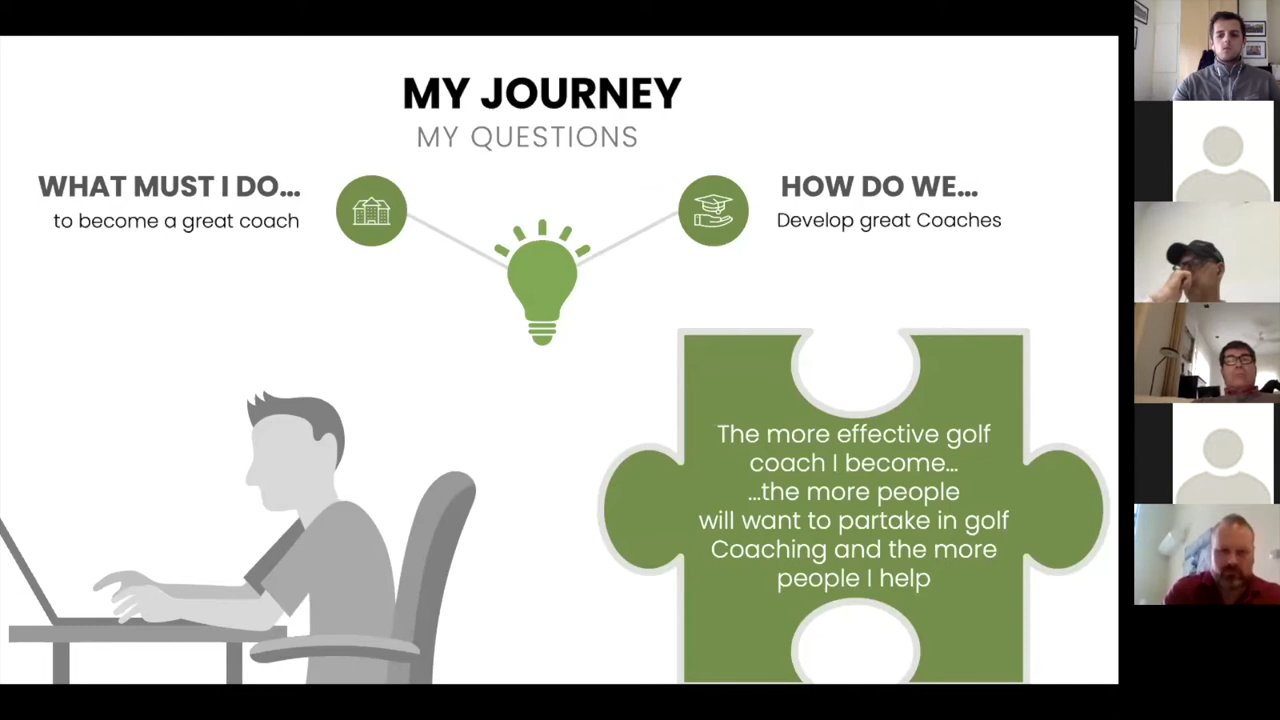 MY JOURNEY
MY QUESTIONS
WHAT MUST I DO...
to become a great coach
HOW DO WE...
Develop great Coaches
The more effective golf
coach I become...
...the more people
will want to partake in golf
Coaching and the more
people I help